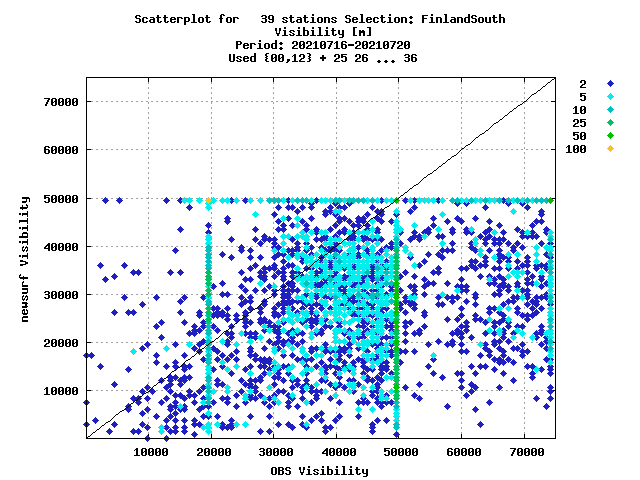 Scatterplot for   39 stations Selection: FinlandSouth
Visibility [m]
Period: 20210716-20210720
Used {00,12} + 25 26 ... 36
2
5
10
25
50
100
70000
60000
50000
40000
30000
20000
10000
newsurf Visibility
10000 20000 30000 40000 50000 60000 70000
OBS Visibility